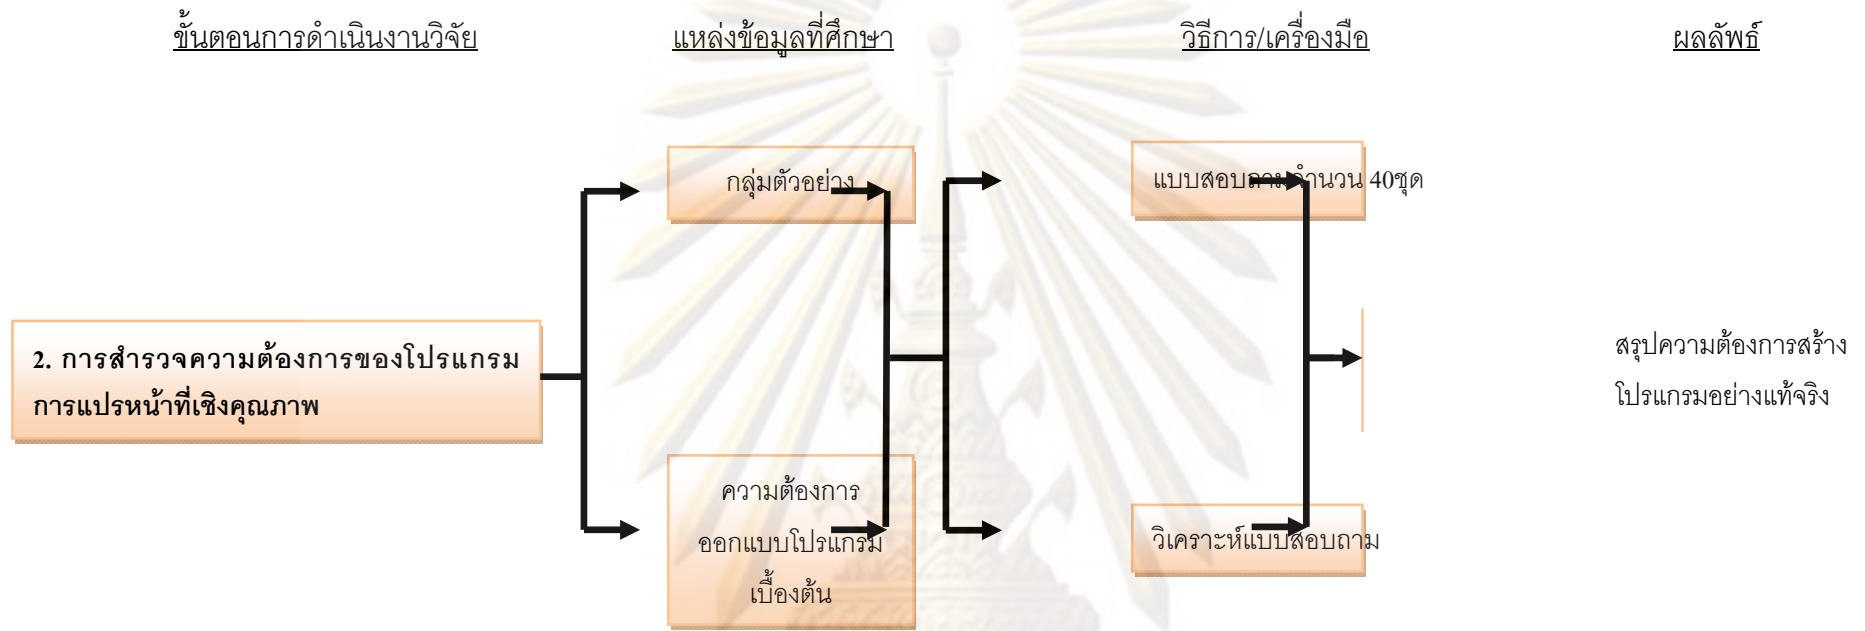 ขั้นตอนการดำเนินงานวิจัย
แหล่งข้อมูลที่ศึกษา
วิธีการ/เครื่องมือ
ผลลัพธ์
2. การสำรวจความต้องการของโปรแกรม
การแปรหน้าที่เชิงคุณภาพ
กลุ่มตัวอย่าง
ความต้องการ
ออกแบบโปรแกรม
เบื้องต้น
แบบสอบถามจำนวน 40ชุด
วิเคราะห์แบบสอบถาม
สรุปความต้องการสร้าง
โปรแกรมอย่างแท้จริง